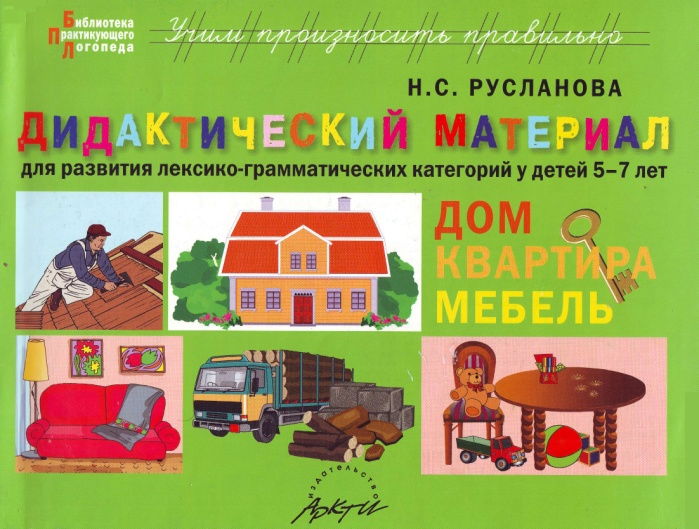 Библиотека
Практикующего
Логопеда
Учим произносить правильно
Н.С. РУСЛАНОВА
ДИДАКТИЧЕСКИЙ МАТЕРИАЛ
для развития лексико-грамматических категорий у детей 5–7 лет
ДОМ
КВАРТИРА
МЕБЕЛЬ
ИЗДАТЕЛЬСТВО
АРКТИ